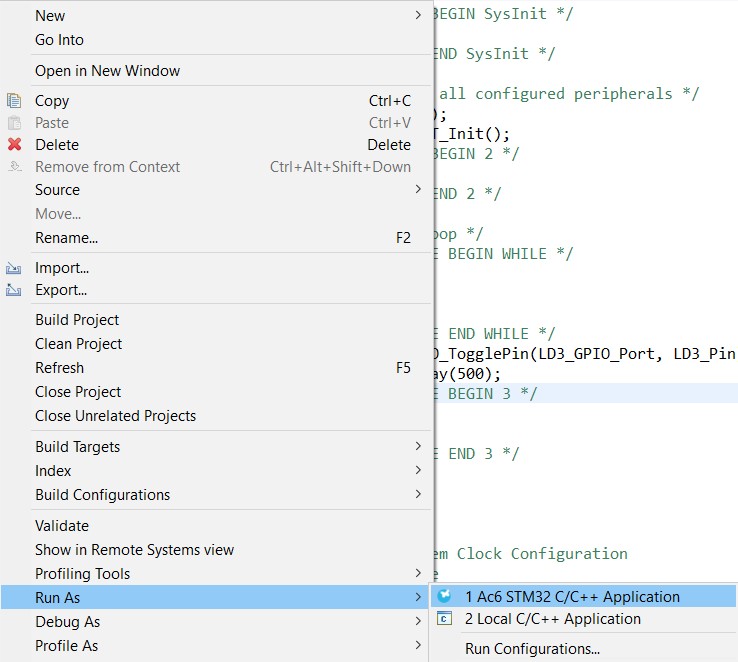 New
Go Into
Open in New Window
Copy Ctrl+C
Paste Ctrl+V
Delete Delete
Remove from Context Ctrl+Alt+Shift+Down
Source
Move...
Rename... F2
Import...
Export...
Build Project
Clean Project
Refresh F5
Close Project
Close Unrelated Projects
Build Targets
Index
Build Configurations
Validate
Show in Remote Systems view
Profiling Tools
Run As
Debug As
Profile As
1 Ac6 STM32 C/C++ Application
2 Local C/C++ Application
Run Configurations...
BEGIN SysInit */
END SysInit */
all configured peripherals */
);
T_Init();
BEGIN 2 */
END 2 */
oop */
E BEGIN WHILE */
E END WHILE */
O_TogglePin(LD3_GPIO_Port, LD3_Pin
ay(500);
E BEGIN 3 */
E END 3 */
em Clock Configuration